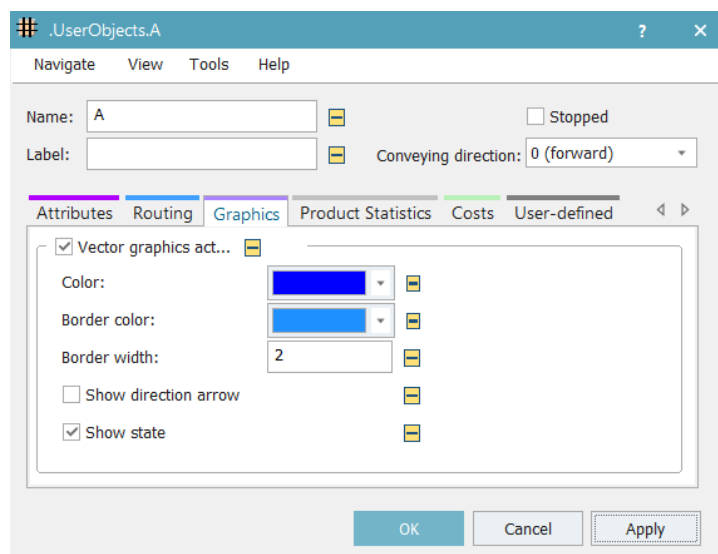 .UserObjects.A ?
Navigate View Tools Help
Name: A Stopped
Label: Conveying direction: 0 (forward)
Attributes Routing Graphics Product Statistics Costs User-defined
Vector graphics act...
Color:
Border color:
Border width: 2
Show direction arrow
Show state
OK Cancel Apply